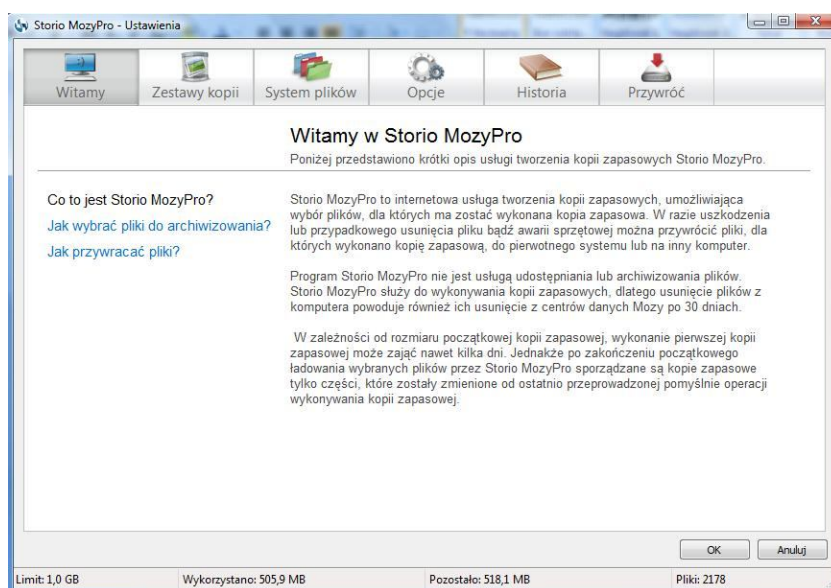 Storio MozyPro - Ustawienia
Witamy
Zestawy kopii
System plików
Opcje
Historia
Przywróć
Witamy w Storio MozyPro
Poniżej przedstawiono krótki opis usługi tworzenia kopii zapasowych Storio MozyPro.
Co to jest Storio MozyPro?
Jak wybrać pliki do archiwizowania?
Jak przywracać pliki?
Storio MozyPro to internetowa usługa tworzenia kopii zapasowych, umożliwiająca
wybór plików, dla których ma zostać wykonana kopia zapasowa. W razie uszkodzenia
lub przypadkowego usunięcia pliku bądź awarii sprzętowej można przywrócić pliki, dla
których wykonano kopię zapasową, do pierwotnego systemu lub na inny komputer.
Program Storio MozyPro nie jest usługą udostępniania lub archiwizowania plików.
Storio MozyPro służy do wykonywania kopii zapasowych, dlatego usunięcie plików z
komputera powoduje również ich usunięcie z centrów danych Mozy po 30 dniach.
W zależności od rozmiaru początkowej kopii zapasowej, wykonanie pierwszej kopii
zapasowej może zająć nawet kilka dni. Jednakże po zakończeniu początkowego
ładowania wybranych plików przez Storio MozyPro sporządzane są kopie zapasowe
tylko części, które zostały zmienione od ostatnio przeprowadzonej pomyślnie operacji
wykonywania kopii zapasowej.
OK
Anuluj
Limit: 1,0 GB
Wykorzystano: 505,9 MB
Pozostało: 518,1 MB
Pliki: 2178